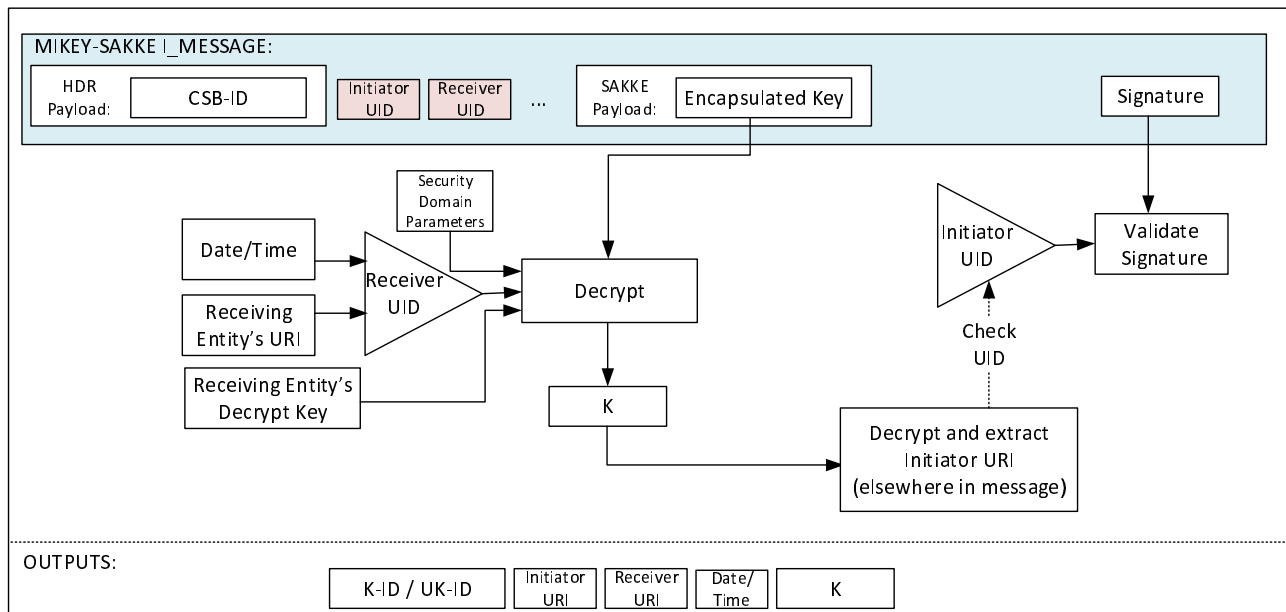 MIKEY-SAKKE I_MESSAGE:
HDR
Payload:
CSB-ID
Initiator
UID
Receiver
UID
...
SAKKE
Payload:
Encapsulated Key
Signature
Security
Domain
Parameters
Date/Time
Receiver
UID
Receiving
Entity’s URI
Receiving Entity’s
Decrypt Key
Decrypt
K
Initiator
UID
Validate
Signature
Check
UID
Decrypt and extract
Initiator URI
(elsewhere in message)
OUTPUTS:
K-ID / UK-ID
Initiator
URI
Receiver
URI
Date/
Time
K